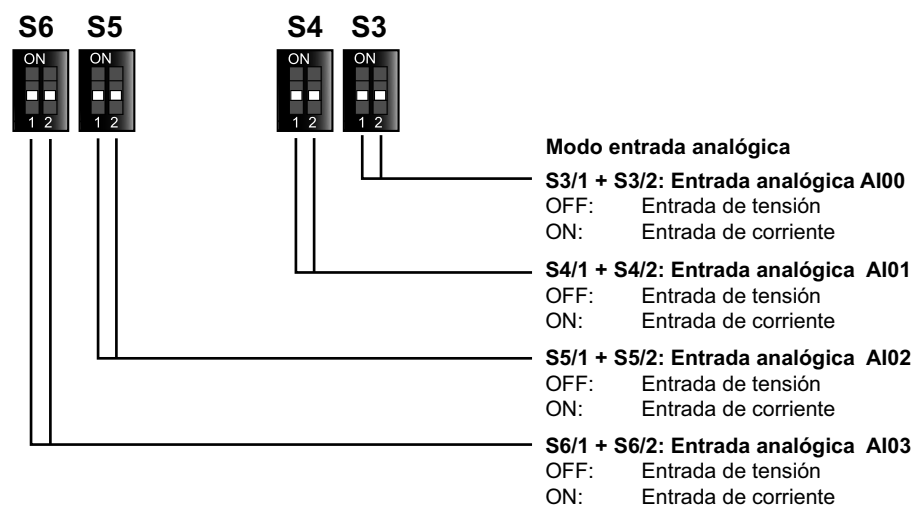 S6 S5 S4 S3
ON ON ON ON
1 2 1 2 1 2 1 2
Modo entrada analógica
S3/1 + S3/2: Entrada analógica AI00
OFF: Entrada de tensión
ON: Entrada de corriente
S4/1 + S4/2: Entrada analógica AI01
OFF: Entrada de tensión
ON: Entrada de corriente
S5/1 + S5/2: Entrada analógica AI02
OFF: Entrada de tensión
ON: Entrada de corriente
S6/1 + S6/2: Entrada analógica AI03
OFF: Entrada de tensión
ON: Entrada de corriente